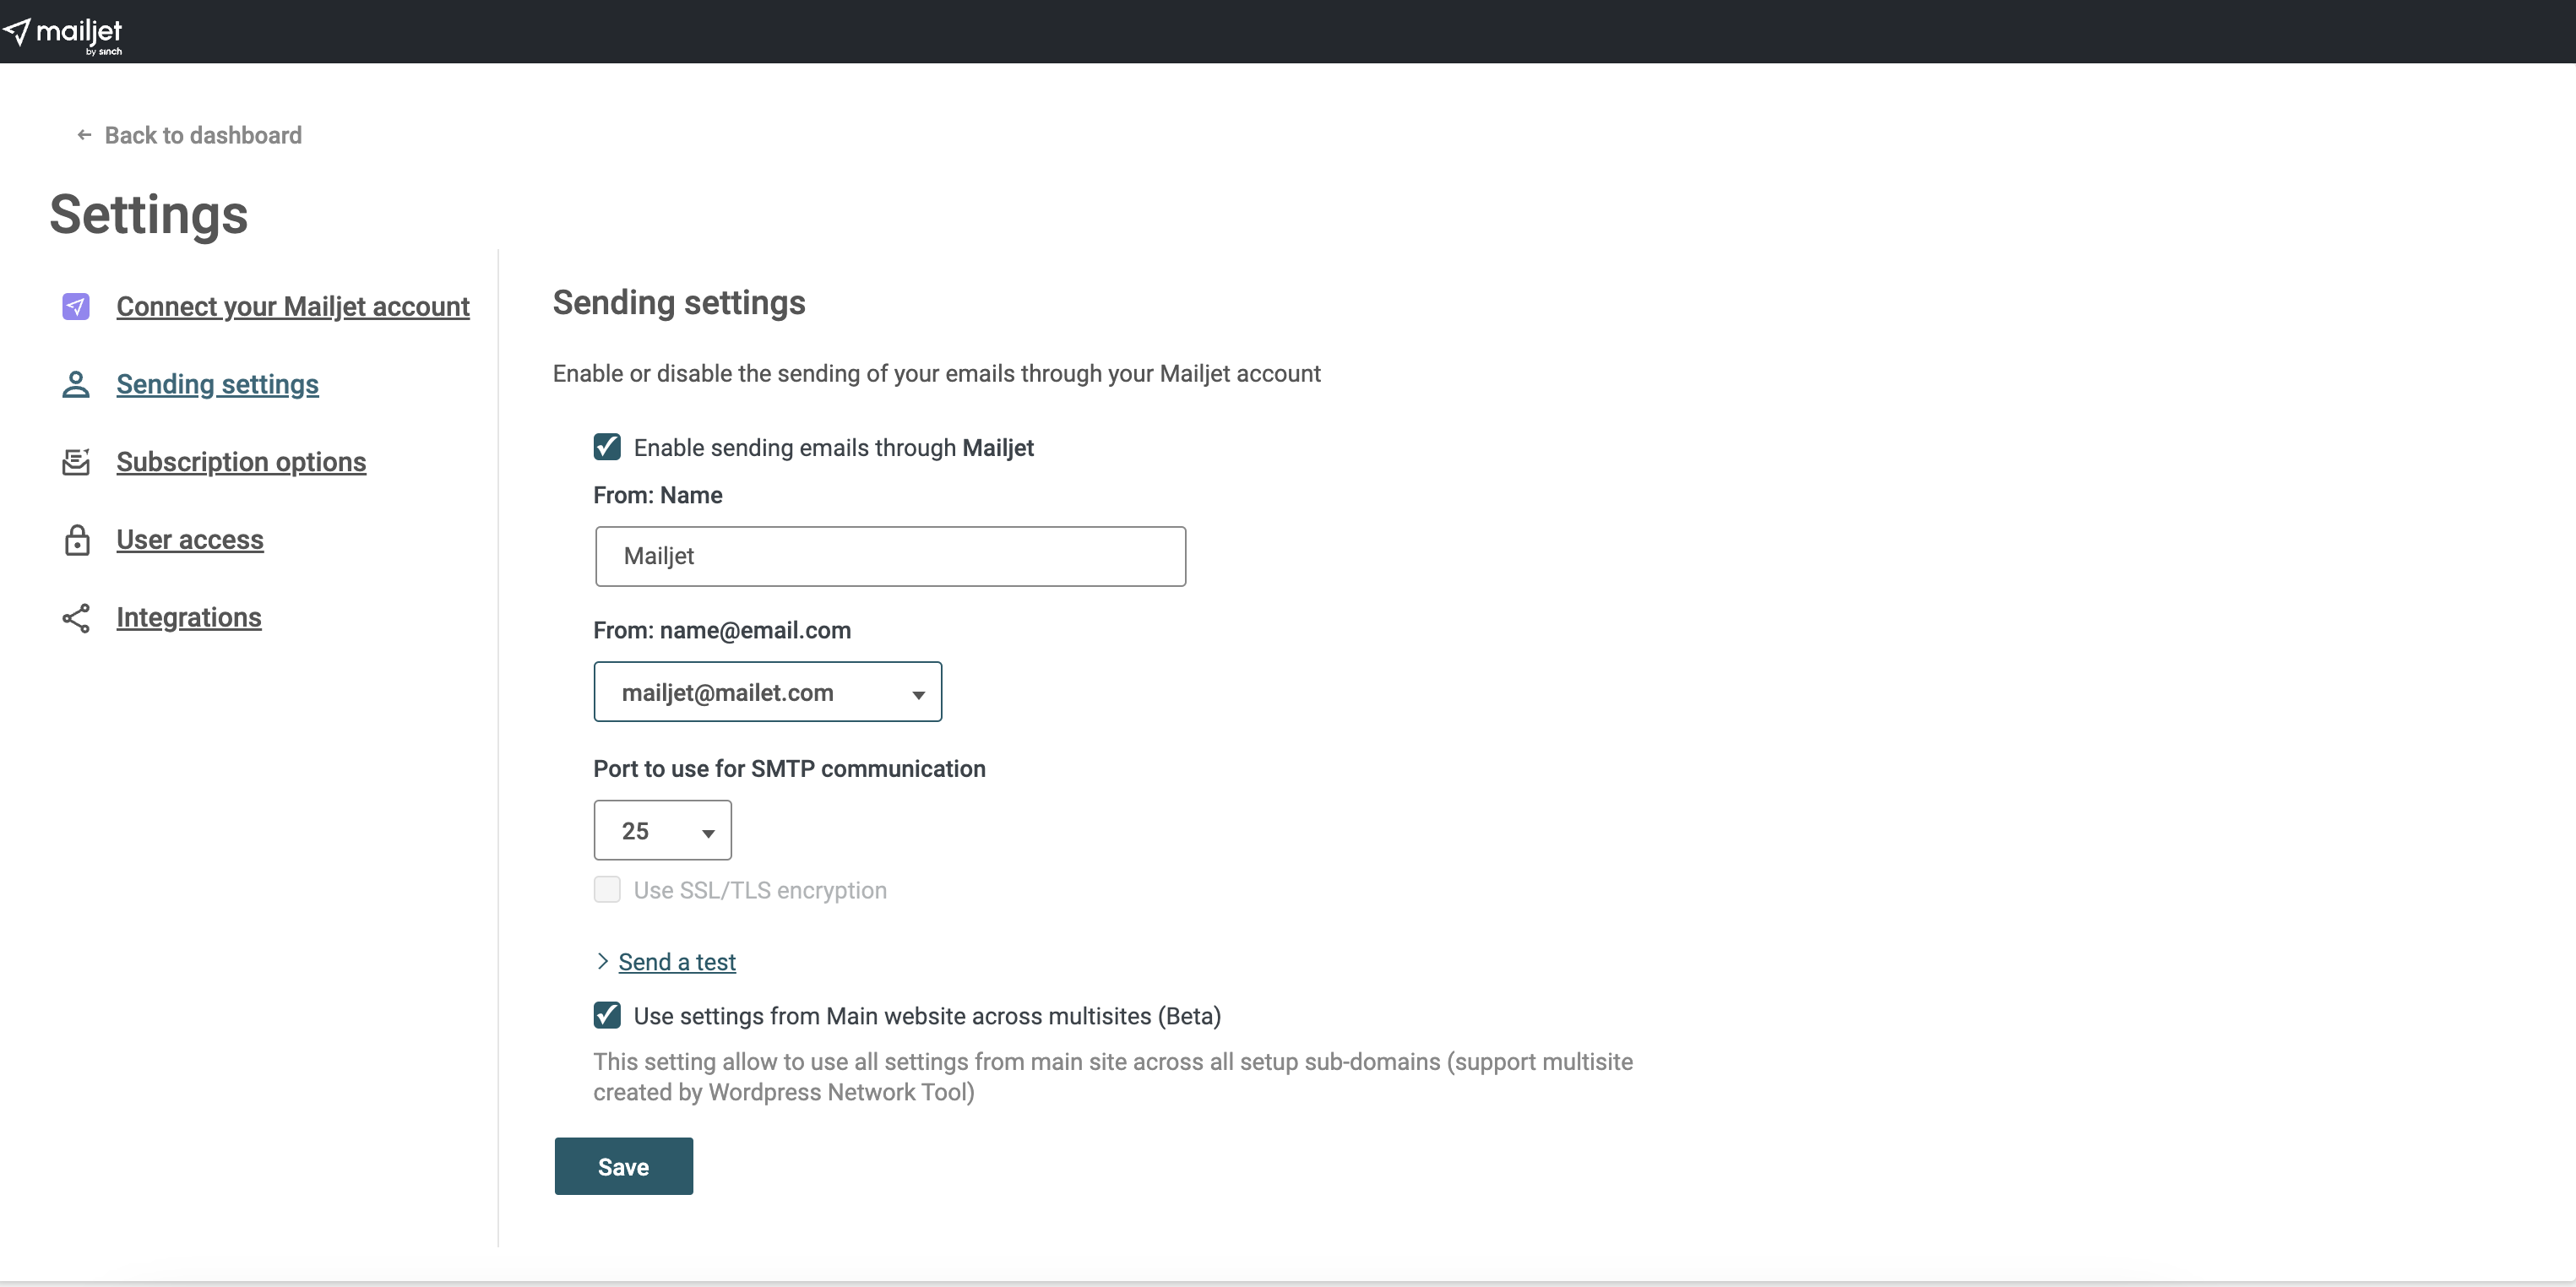 mailjet
by sinch
← Back to dashboard
Settings
Connect your Mailjet account
Sending settings
Subscription options
User access
Integrations
Sending settings
Enable or disable the sending of your emails through your Mailjet account
Enable sending emails through Mailjet
From: Name
Mailjet
From: name@email.com
mailjet@mailet.com
Port to use for SMTP communication
25
Use SSL/TLS encryption
> Send a test
Use settings from Main website across multisites (Beta)
This setting allow to use all settings from main site across all setup sub-domains (support multisite
created by Wordpress Network Tool)
Save